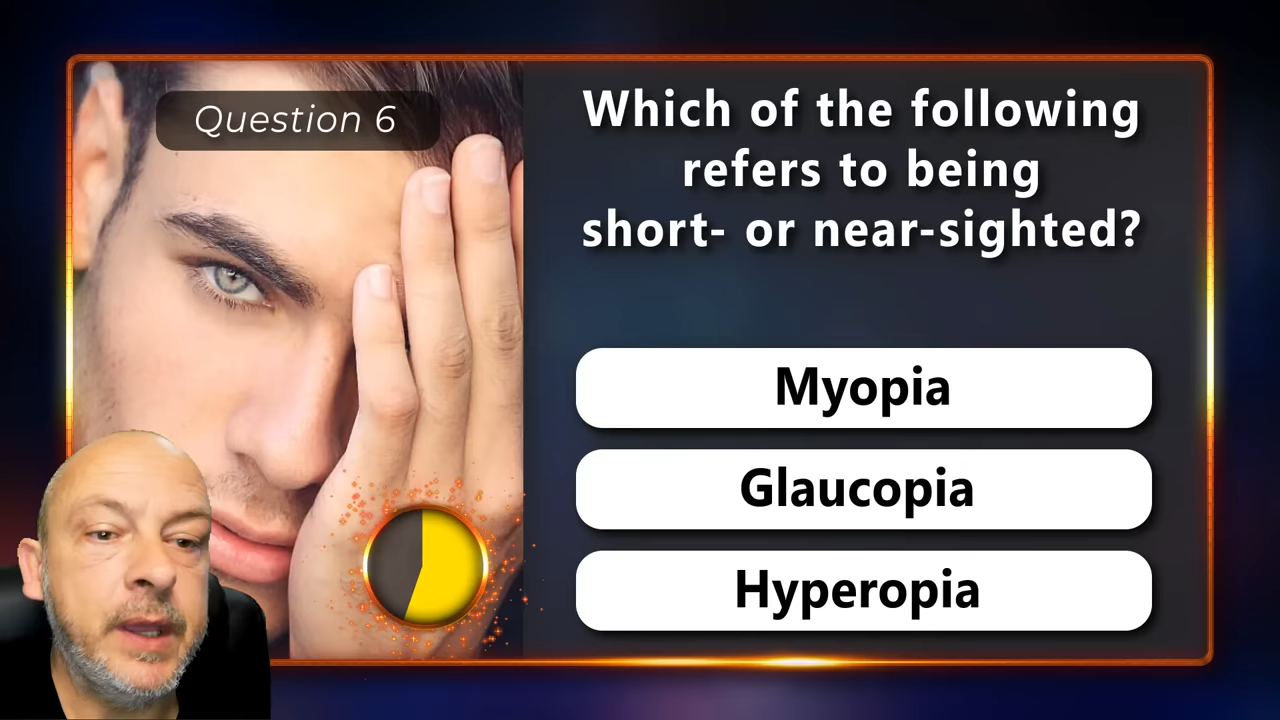 Question 6
Which of the following
refers to being
short- or near-sighted?
Myopia
Glaucopia
Hyperopia